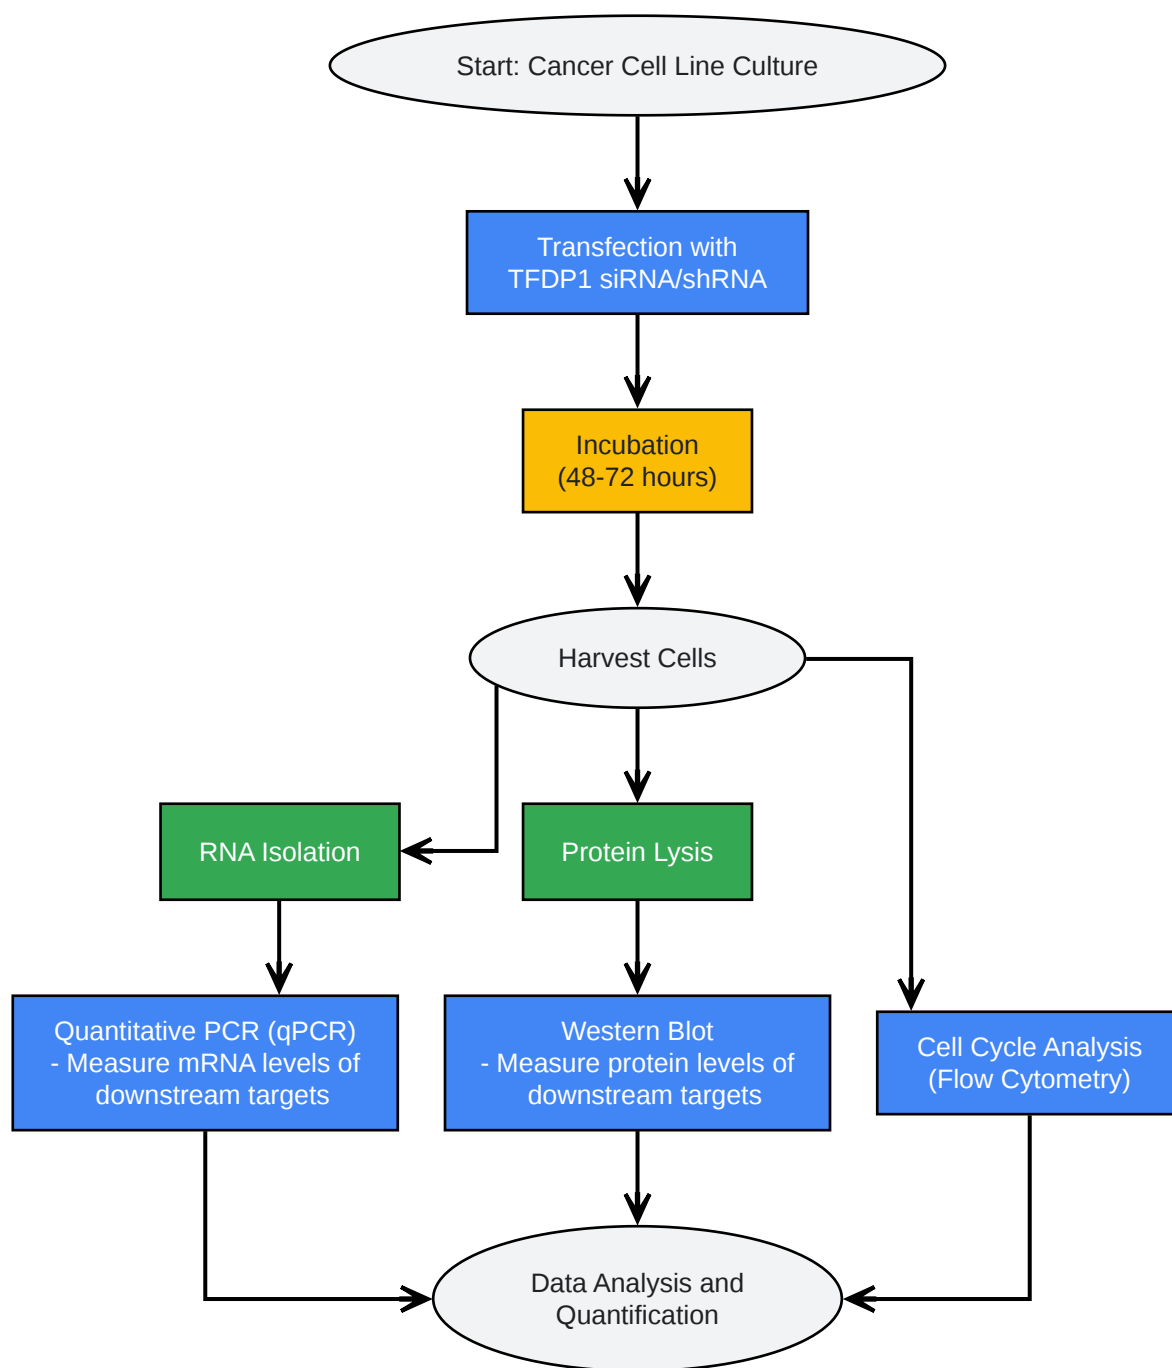 Start: Cancer Cell Line Culture
Transfection with
TFDP1 siRNA/shRNA
Incubation
(48-72 hours)
Harvest Cells
RNA Isolation
Protein Lysis
Quantitative PCR (qPCR)
- Measure mRNA levels of
downstream targets
Western Blot
- Measure protein levels of
downstream targets
Cell Cycle Analysis
(Flow Cytometry)
Data Analysis and
Quantification